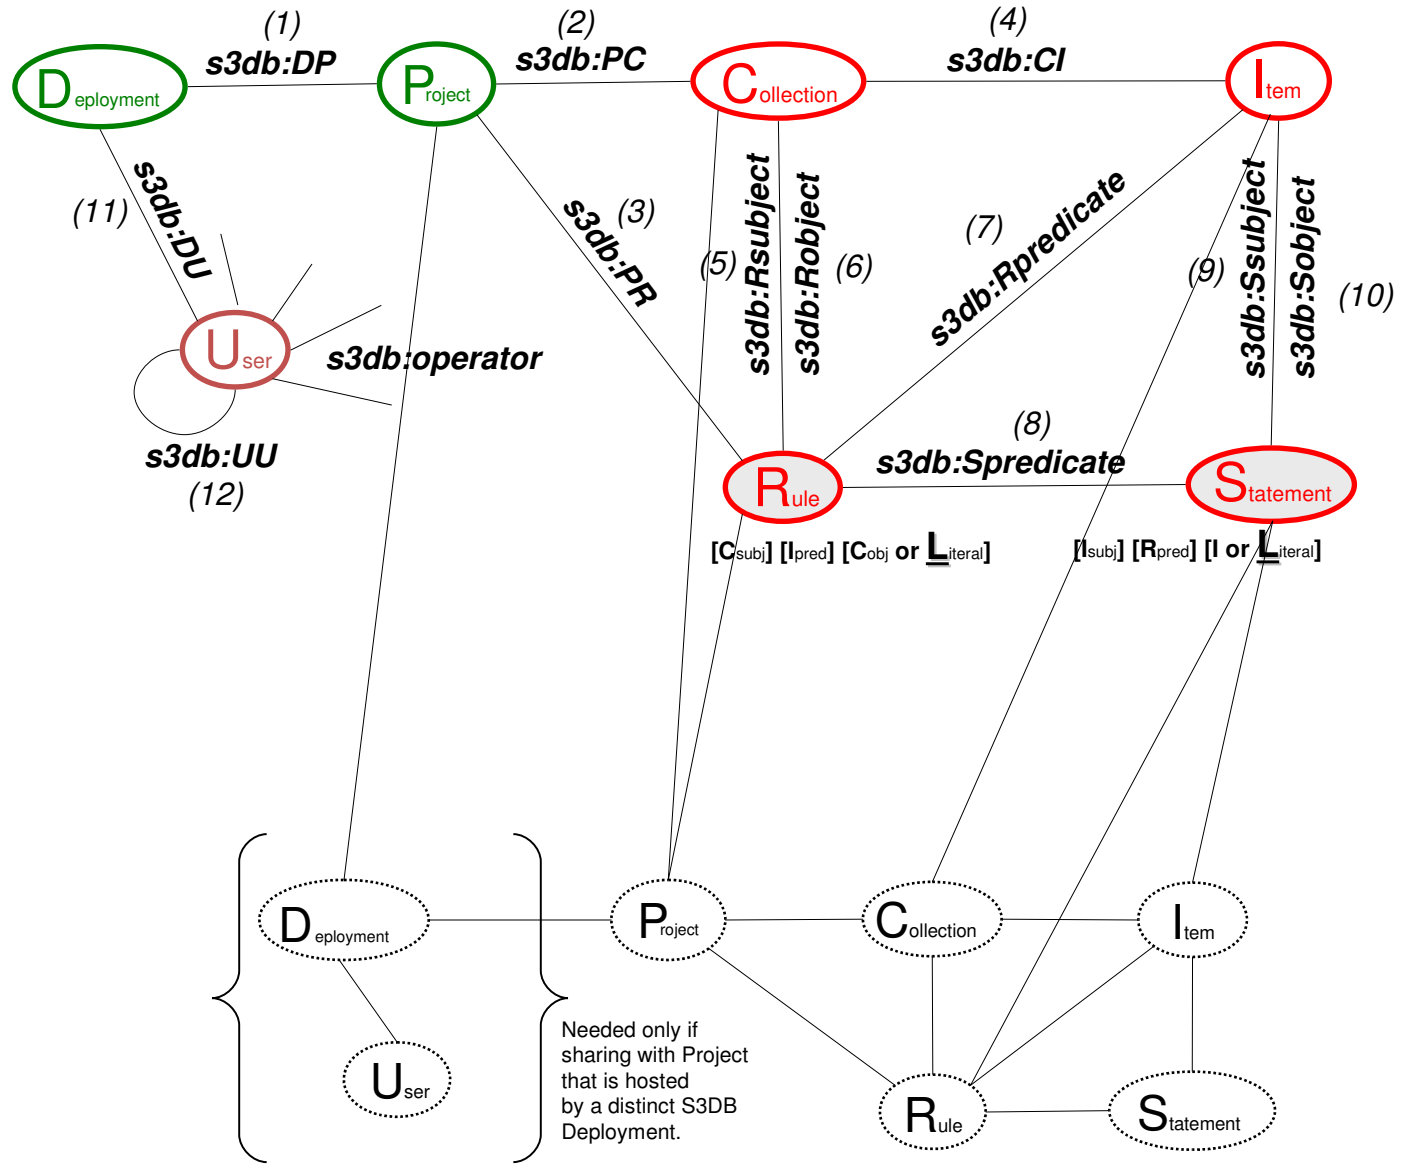 (1)
(2)
(4)
s3db:DP
s3db:PC
s3db:CI
Deployment
Project
Collection
Item
s3db:DU
(11)
s3db:PR
(3)
(5)
s3db:Rsubject
s3db:Robject
(6)
(7)
s3db:Rpredicate
(9)
s3db:Ssubject
s3db:Sobject
(10)
User
s3db:operator
s3db:UU
(12)
(8)
s3db:Spredicate
Rule
Statement
[Csubj] [Ipred] [Cobj or Literal]
[Isubj] [Rpred] [I or Literal]
Deployment
Project
Collection
Item
User
Needed only if
sharing with Project
that is hosted
by a distinct S3DB
Deployment.
Rule
Statement